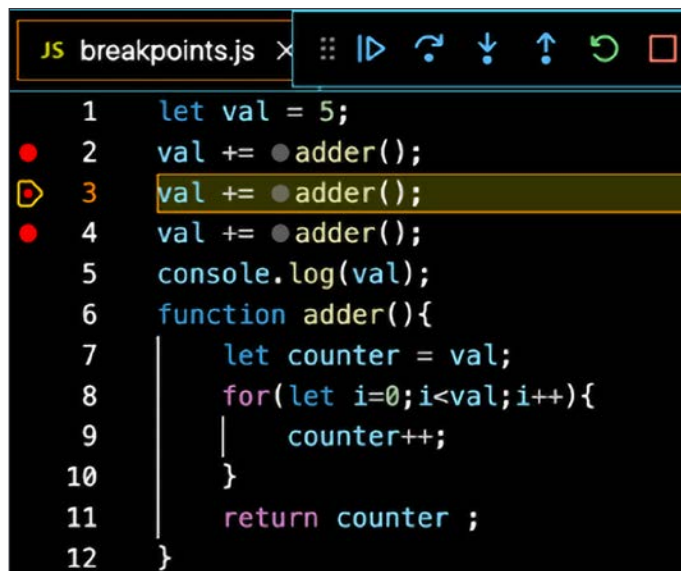 JS breakpoints.js
1 let val = 5;
2 val += adder();
3 val += adder();
4 val += adder();
5 console.log(val);
6 function adder(){
7 let counter = val;
8 for(let i=0;i<val;i++){
9 counter++;
10 }
11 return counter ;
12 }